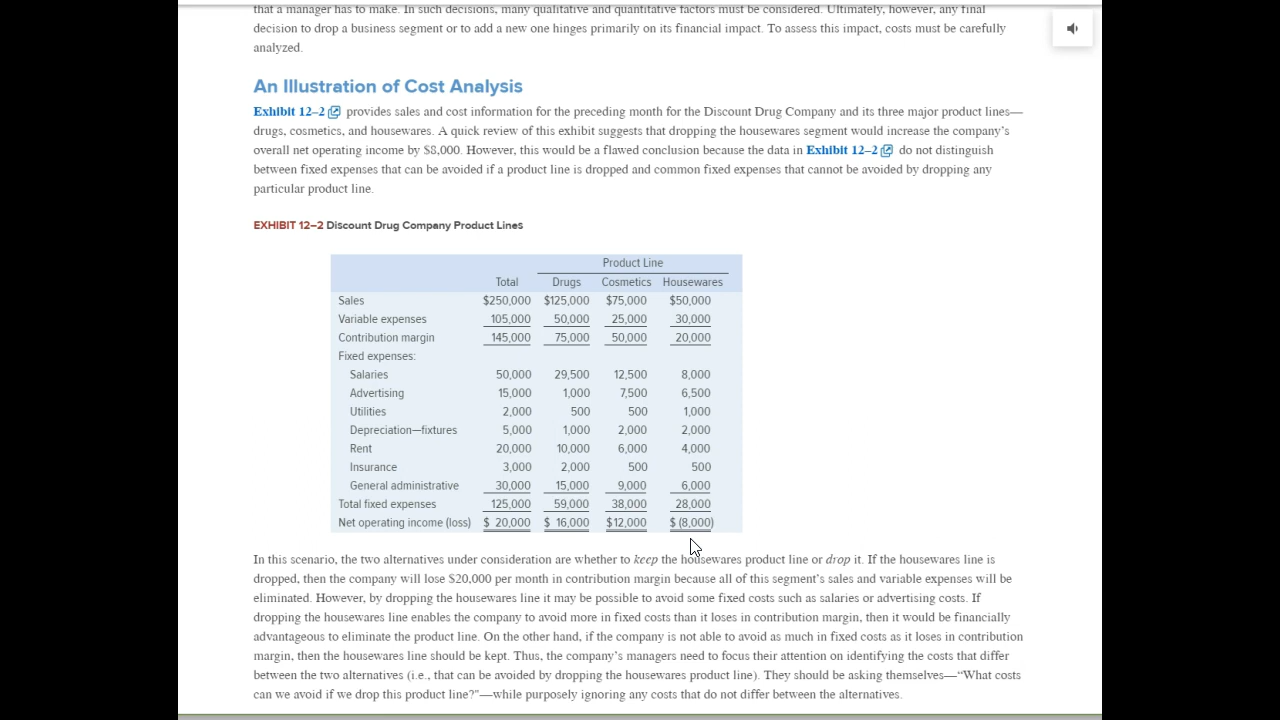 that a manager has to make. In such decisions, many qualitative and quantitative factors must be considered. Ultimately, however, any final
decision to drop a business segment or to add a new one hinges primarily on its financial impact. To assess this impact, costs must be carefully
analyzed.
An Illustration of Cost Analysis
Exhibit 12–2 provides sales and cost information for the preceding month for the Discount Drug Company and its three major product lines—
drugs, cosmetics, and housewares. A quick review of this exhibit suggests that dropping the housewares segment would increase the company's
overall net operating income by $8,000. However, this would be a flawed conclusion because the data in Exhibit 12–2 do not distinguish
between fixed expenses that can be avoided if a product line is dropped and common fixed expenses that cannot be avoided by dropping any
particular product line.
EXHIBIT 12–2 Discount Drug Company Product Lines
Product Line
Total Drugs Cosmetics Housewares
Sales $250,000 $125,000 $75,000 $50,000
Variable expenses 105,000 50,000 25,000 30,000
Contribution margin 145,000 75,000 50,000 20,000
Fixed expenses:
Salaries 50,000 29,500 12,500 8,000
Advertising 15,000 1,000 7,500 6,500
Utilities 2,000 500 500 1,000
Depreciation—fixtures 5,000 1,000 2,000 2,000
Rent 20,000 10,000 6,000 4,000
Insurance 3,000 2,000 500 500
General administrative 30,000 15,000 9,000 6,000
Total fixed expenses 125,000 59,000 38,000 28,000
Net operating income (loss) $ 20,000 $ 16,000 $12,000 $ (8,000)
In this scenario, the two alternatives under consideration are whether to keep the housewares product line or drop it. If the housewares line is
dropped, then the company will lose $20,000 per month in contribution margin because all of this segment's sales and variable expenses will be
eliminated. However, by dropping the housewares line it may be possible to avoid some fixed costs such as salaries or advertising costs. If
dropping the housewares line enables the company to avoid more in fixed costs than it loses in contribution margin, then it would be financially
advantageous to eliminate the product line. On the other hand, if the company is not able to avoid as much in fixed costs as it loses in contribution
margin, then the housewares line should be kept. Thus, the company's managers need to focus their attention on identifying the costs that differ
between the two alternatives (i.e., that can be avoided by dropping the housewares product line). They should be asking themselves—"What costs
can we avoid if we drop this product line?"—while purposely ignoring any costs that do not differ between the alternatives.